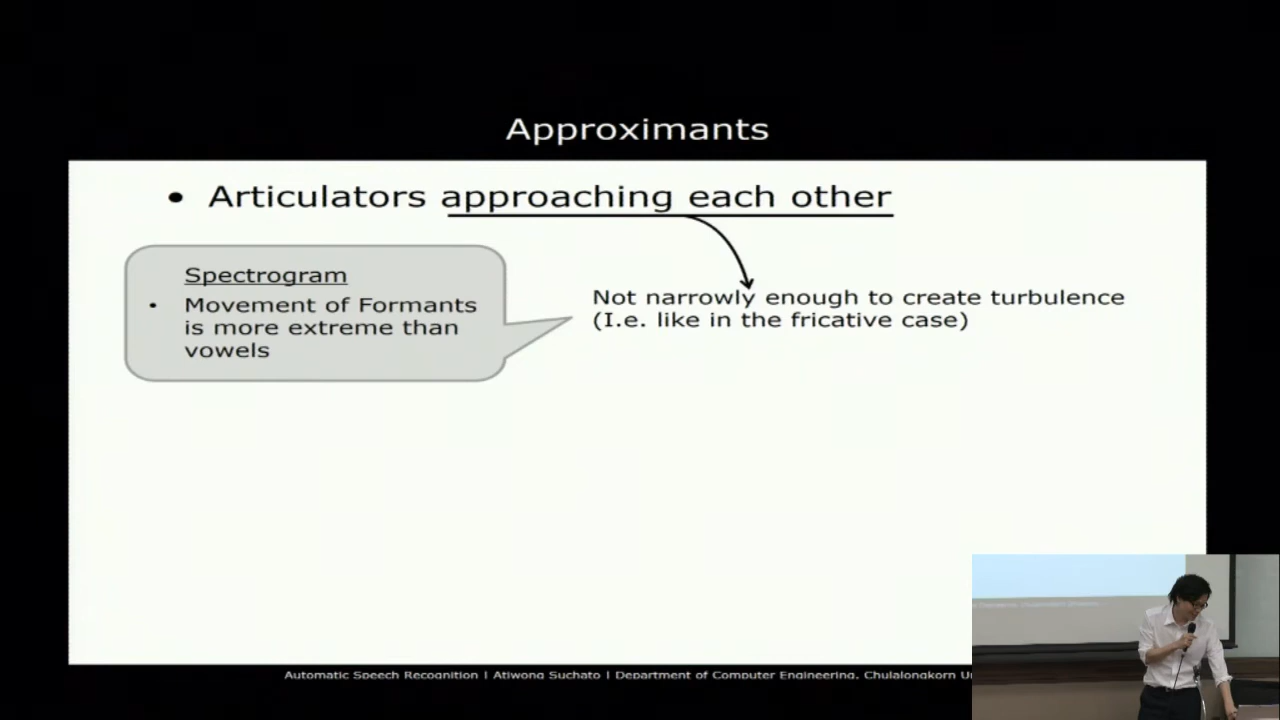 Approximants
• Articulators approaching each other
Spectrogram
• Movement of Formants
is more extreme than
vowels
Not narrowly enough to create turbulence
(I.e. like in the fricative case)
Automatic Speech Recognition | Atiwong Suchato | Department of Computer Engineering, Chulalongkorn